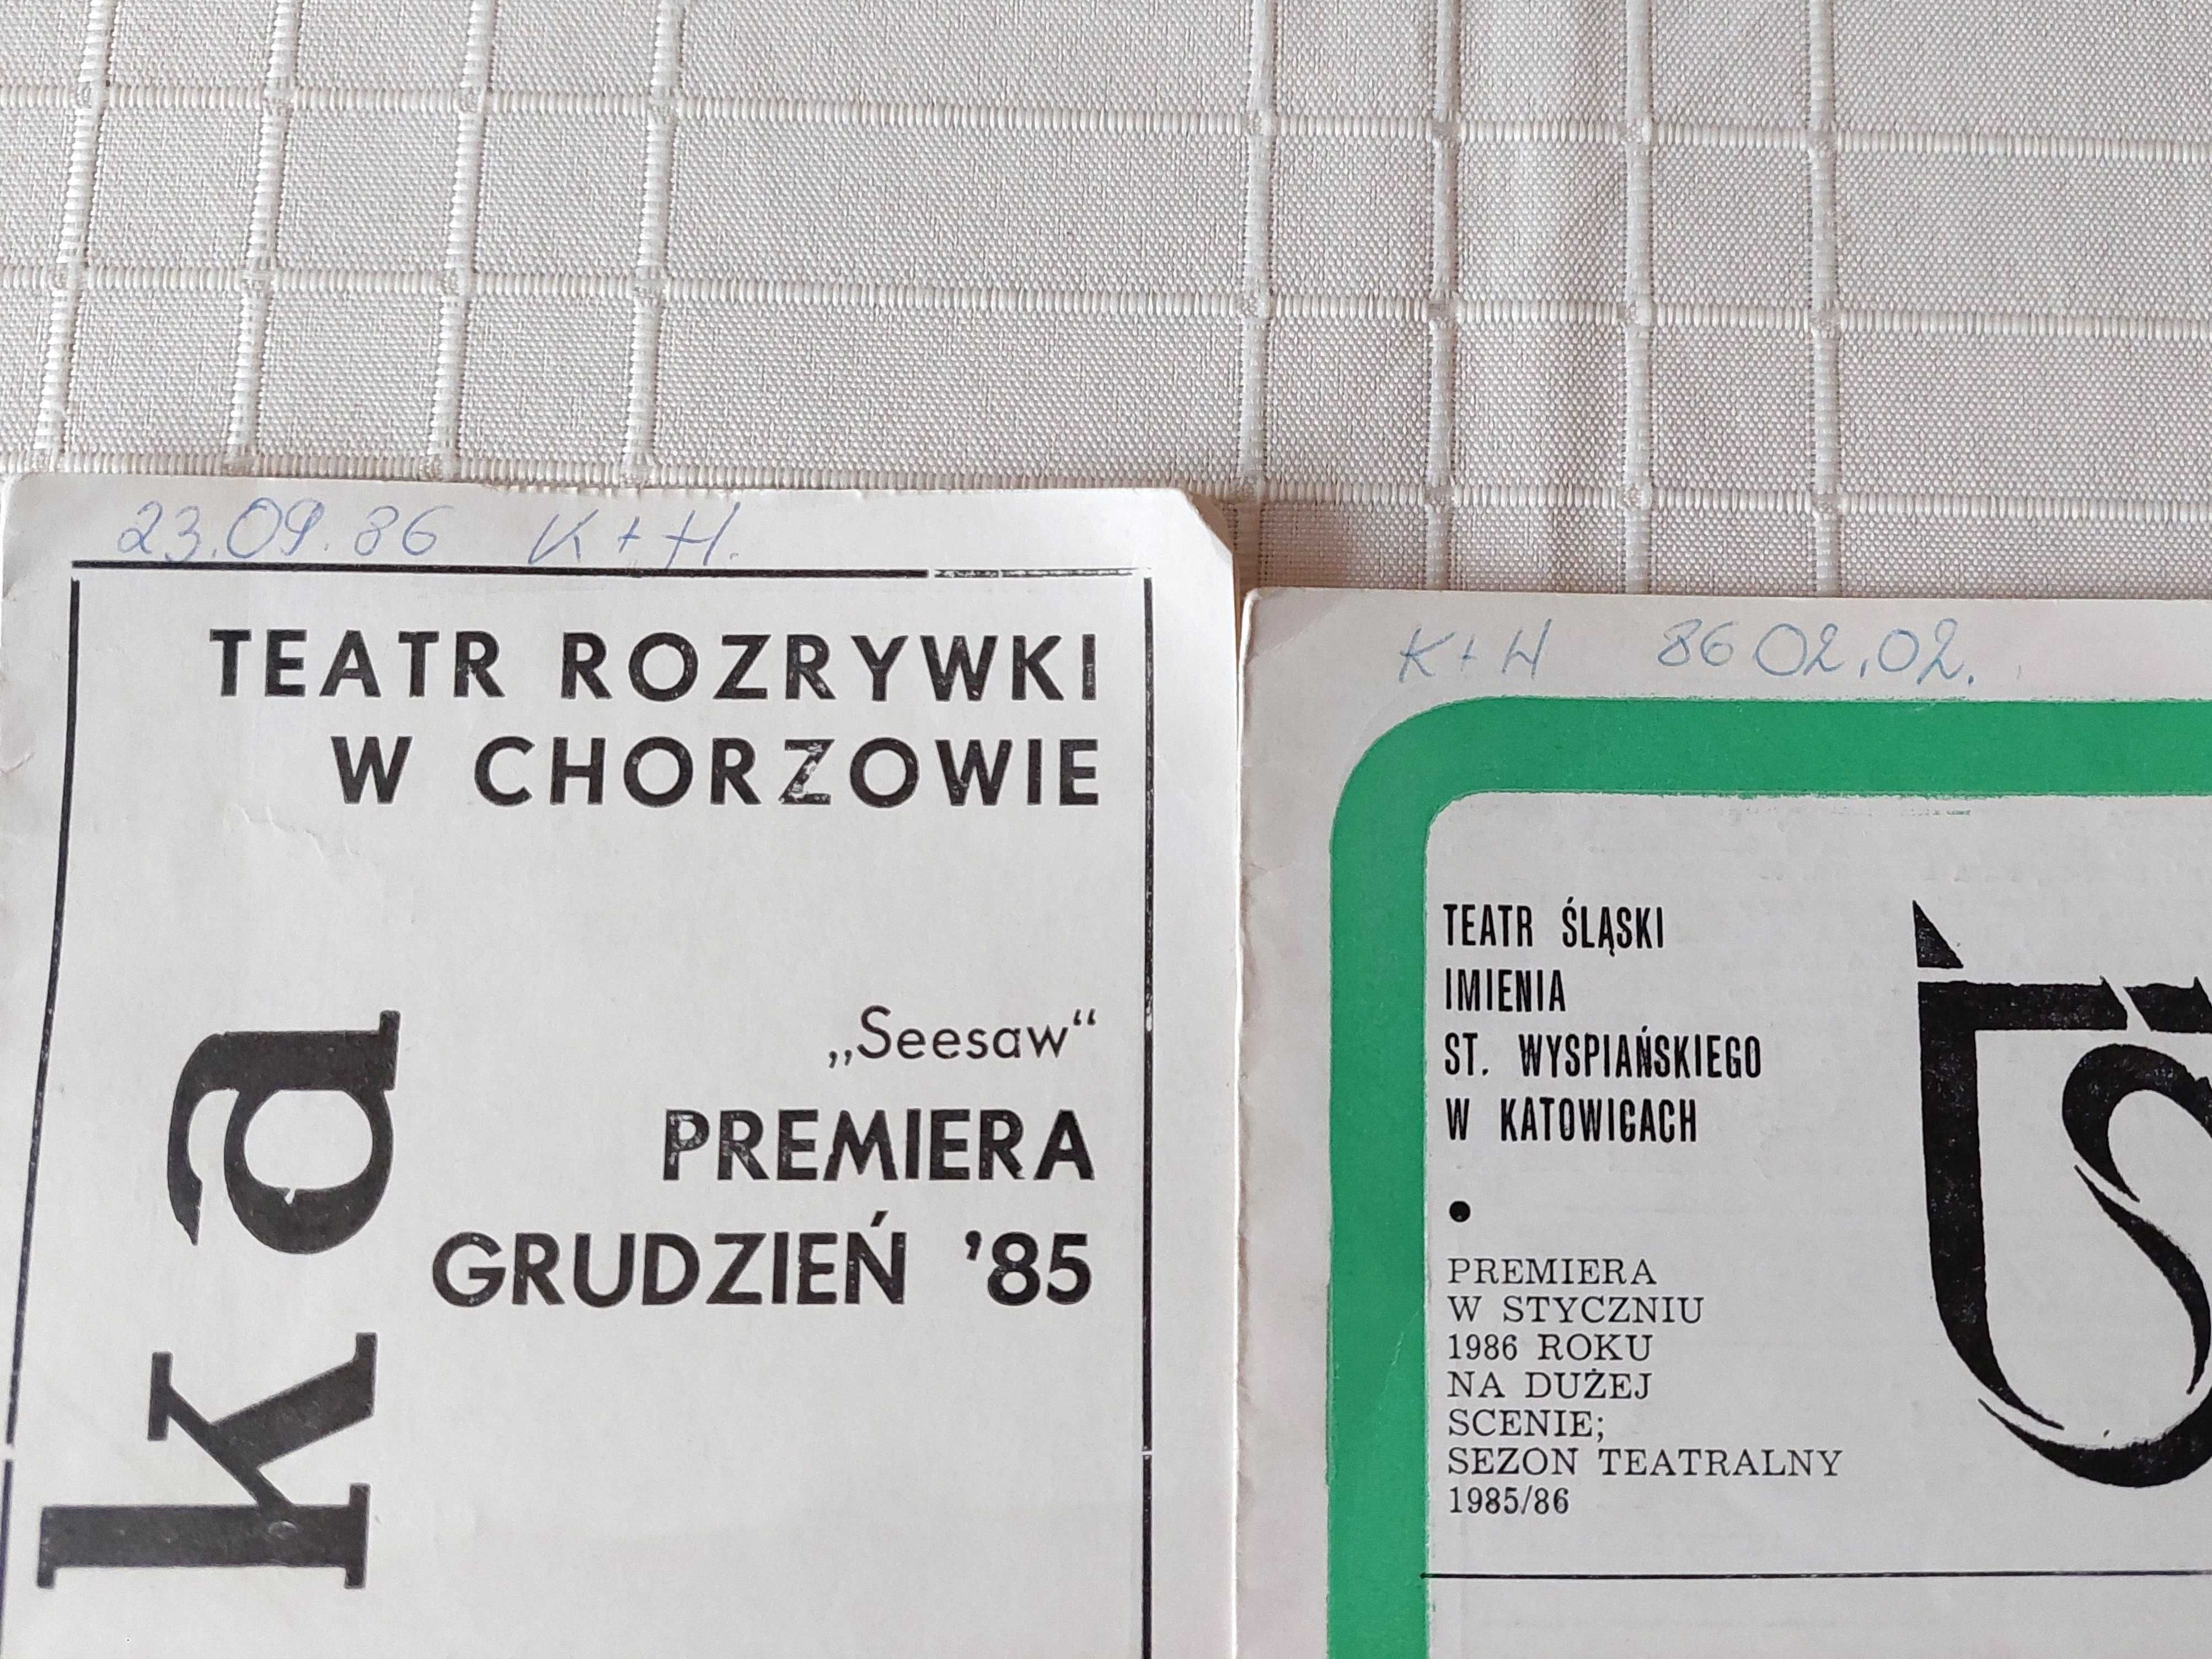 23.09.86 K + H.
TEATR ROZRYWKI
W CHORZOWIE
„Seesaw“
PREMIERA
GRUDZIEŃ '85
ka
K + H 86 02.02.
TEATR ŚLĄSKI
IMIENIA
ST. WYSPIAŃSKIEGO
W KATOWICACH
•
PREMIERA
W STYCZNIU
1986 ROKU
NA DUŻEJ
SCENIE;
SEZON TEATRALNY
1985/86